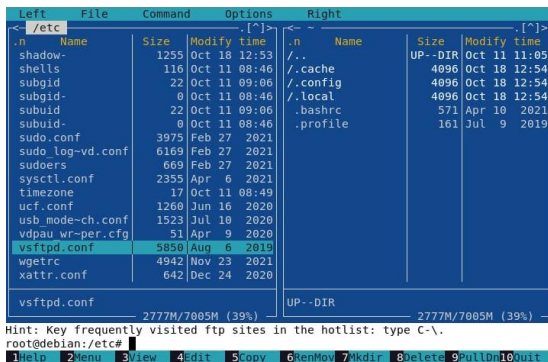 Left File Command Options Right
<- /etc .[^]> <- ~ .[^]>
.n Name Size Modify time .n Name Size Modify time
shadow- 1255 Oct 18 12:53 /.. UP--DIR Oct 11 11:05
shells 116 Oct 11 08:46 /.cache 4096 Oct 18 12:54
subgid 22 Oct 11 09:06 /.config 4096 Oct 18 12:54
subgid- 0 Oct 11 08:46 /.local 4096 Oct 18 12:54
subuid 22 Oct 11 09:06 .bashrc 571 Apr 10 2021
subuid- 0 Oct 11 08:46 .profile 161 Jul 9 2019
sudo.conf 3975 Feb 27 2021
sudo_log~vd.conf 6169 Feb 27 2021
sudoers 669 Feb 27 2021
sysctl.conf 2355 Apr 6 2021
timezone 17 Oct 11 08:49
ucf.conf 1260 Jun 16 2020
usb_mode~ch.conf 1523 Jul 10 2020
vdpau_wr~per.cfg 51 Apr 9 2020
vsftpd.conf 5850 Aug 6 2019
wgetrc 4942 Nov 23 2021
xattr.conf 642 Dec 24 2020
vsftpd.conf UP--DIR
2777M/7005M (39%) 2777M/7005M (39%)
Hint: Key frequently visited ftp sites in the hotlist: type C-\.
root@debian:/etc#
1Help 2Menu 3View 4Edit 5Copy 6RenMov 7Mkdir 8Delete 9PullDn 10Quit